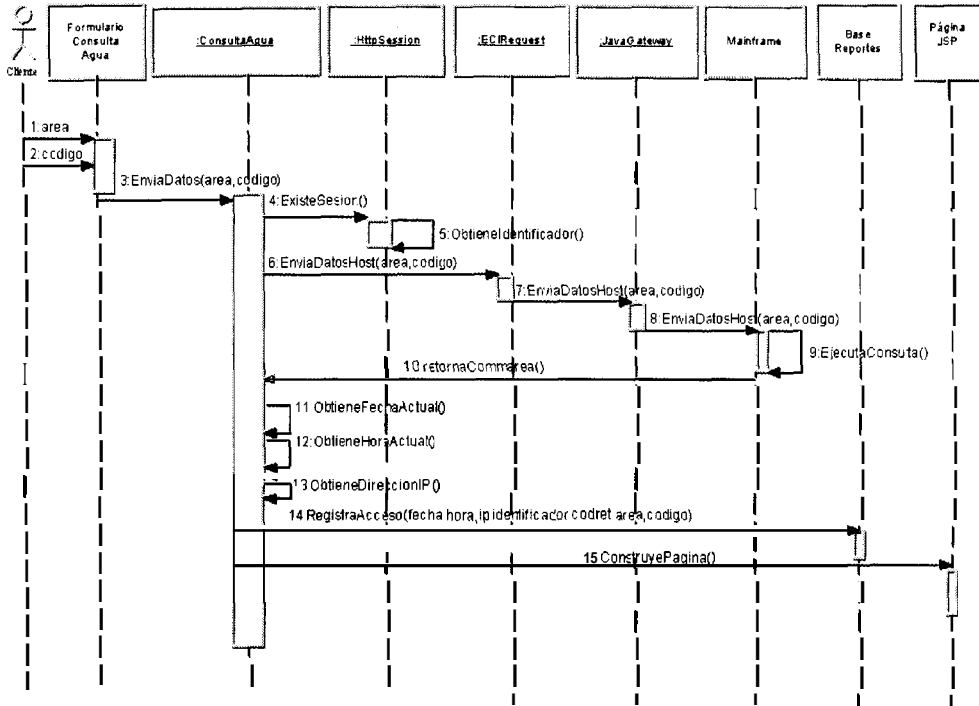 Cliente
Formulario
Consulta
Agua
:ConsultaAgua
:HttpSession
:ECIRequest
:JavaGateway
Mainframe
Base
Reportes
Página
JSP
1:area
2:codigo
3:EnviaDatos(area,codigo)
4:ExisteSesion()
5:ObtieneIdentificador()
6:EnviaDatosHost(area,codigo)
7:EnviaDatosHost(area,codigo)
8:EnviaDatosHost(area,codigo)
9:EjecutaConsulta()
10:retornaCommarea()
11:ObtieneFechaActual()
12:ObtieneHoraActual()
13:ObtieneDireccionIP()
14:RegistraAcceso(fecha,hora,ip,identificador,codret,area,codigo)
15:ConstruyePagina()